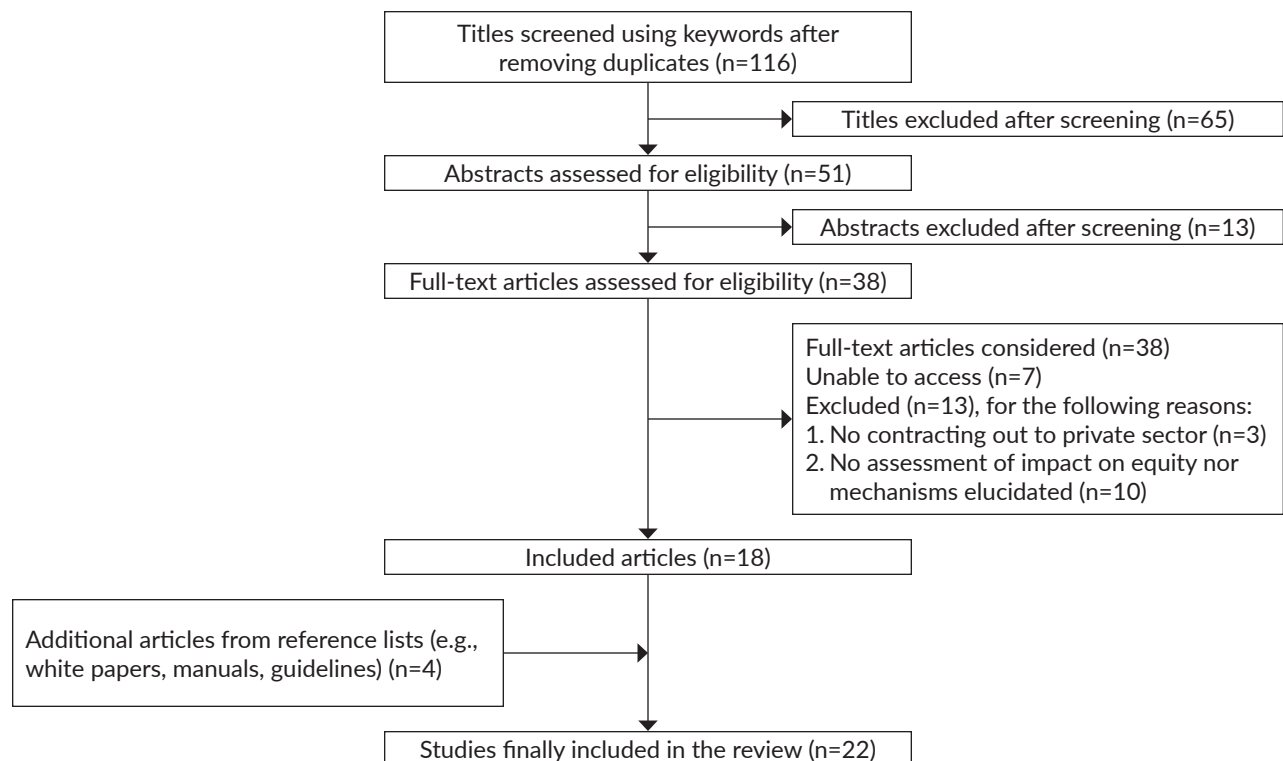 Titles screened using keywords after
removing duplicates (n=116)
Titles excluded after screening (n=65)
Abstracts assessed for eligibility (n=51)
Abstracts excluded after screening (n=13)
Full-text articles assessed for eligibility (n=38)
Full-text articles considered (n=38)
Unable to access (n=7)
Excluded (n=13), for the following reasons:
1. No contracting out to private sector (n=3)
2. No assessment of impact on equity nor
mechanisms elucidated (n=10)
Included articles (n=18)
Additional articles from reference lists (e.g.,
white papers, manuals, guidelines) (n=4)
Studies finally included in the review (n=22)